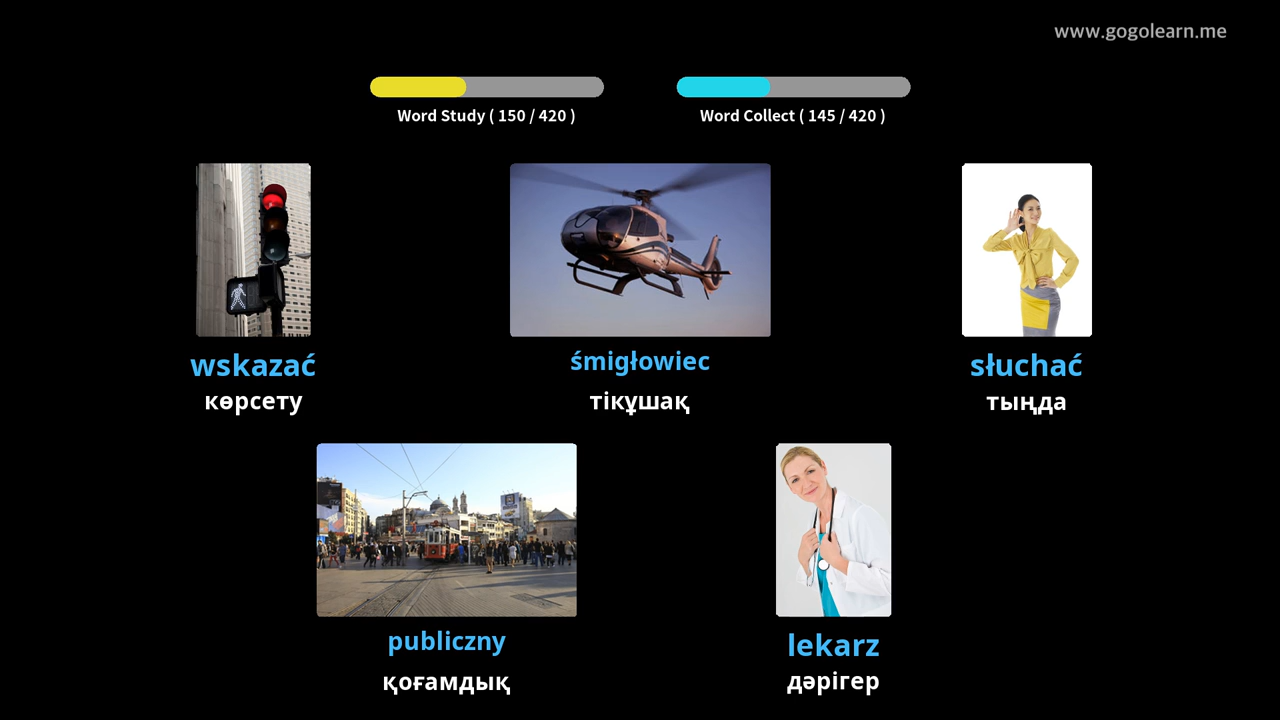 www.gogolearn.me
Word Study ( 150 / 420 )
Word Collect ( 145 / 420 )
wskazać
көрсету
śmigłowiec
тікұшақ
słuchać
тыңда
publiczny
қоғамдық
lekarz
дәрігер